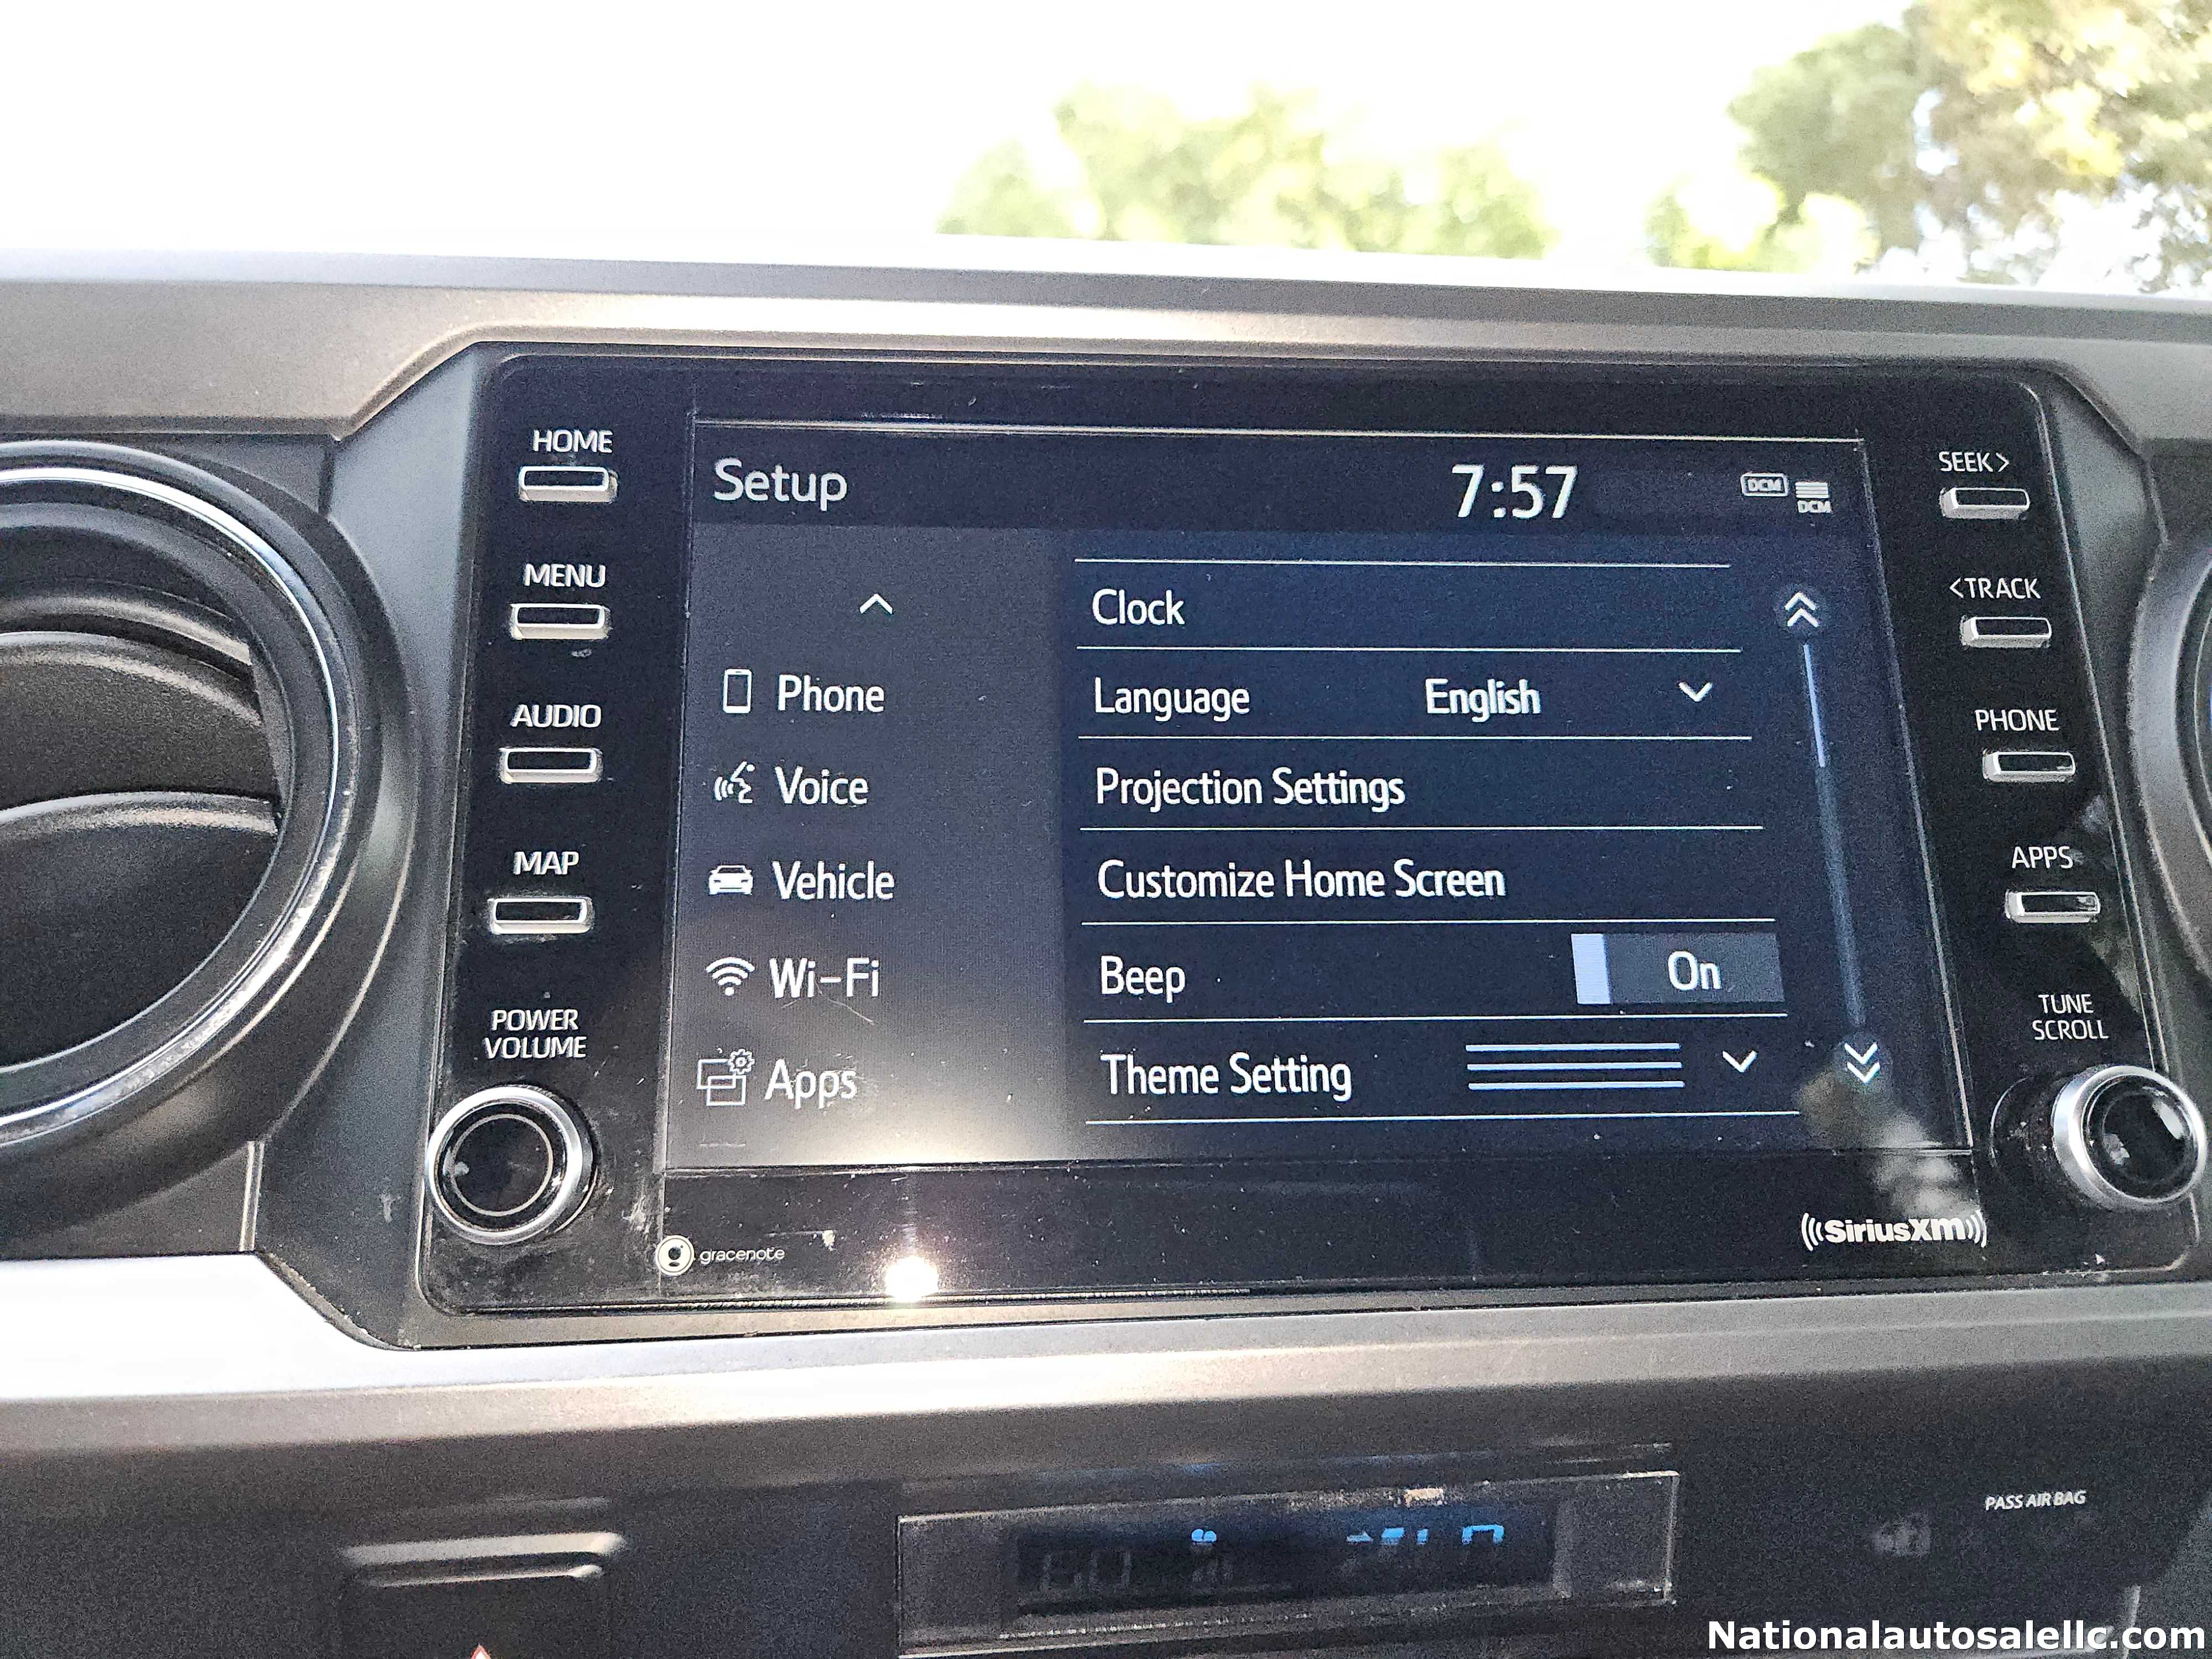 HOME
MENU
AUDIO
MAP
POWER
VOLUME
Setup
7:57
DCM
DCM
Phone
Voice
Vehicle
Wi-Fi
Apps
Clock
Language English
Projection Settings
Customize Home Screen
Beep On
Theme Setting
SEEK>
<TRACK
PHONE
APPS
TUNE
SCROLL
gracenote
((SiriusXM))
PASS AIR BAG
Nationalautosalellc.com